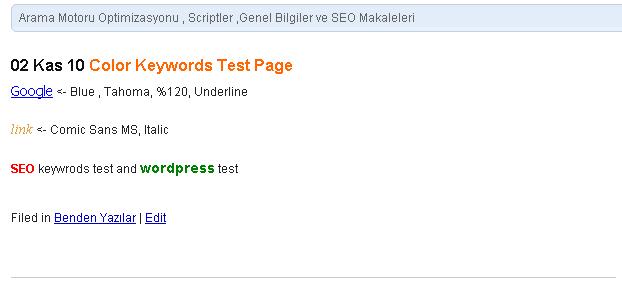 Arama Motoru Optimizasyonu , Scriptler ,Genel Bilgiler ve SEO Makaleleri
02 Kas 10 Color Keywords Test Page
Google <- Blue , Tahoma, %120, Underline
link <- Comic Sans MS, Italic
SEO keywrods test and wordpress test
Filed in Benden Yazılar | Edit